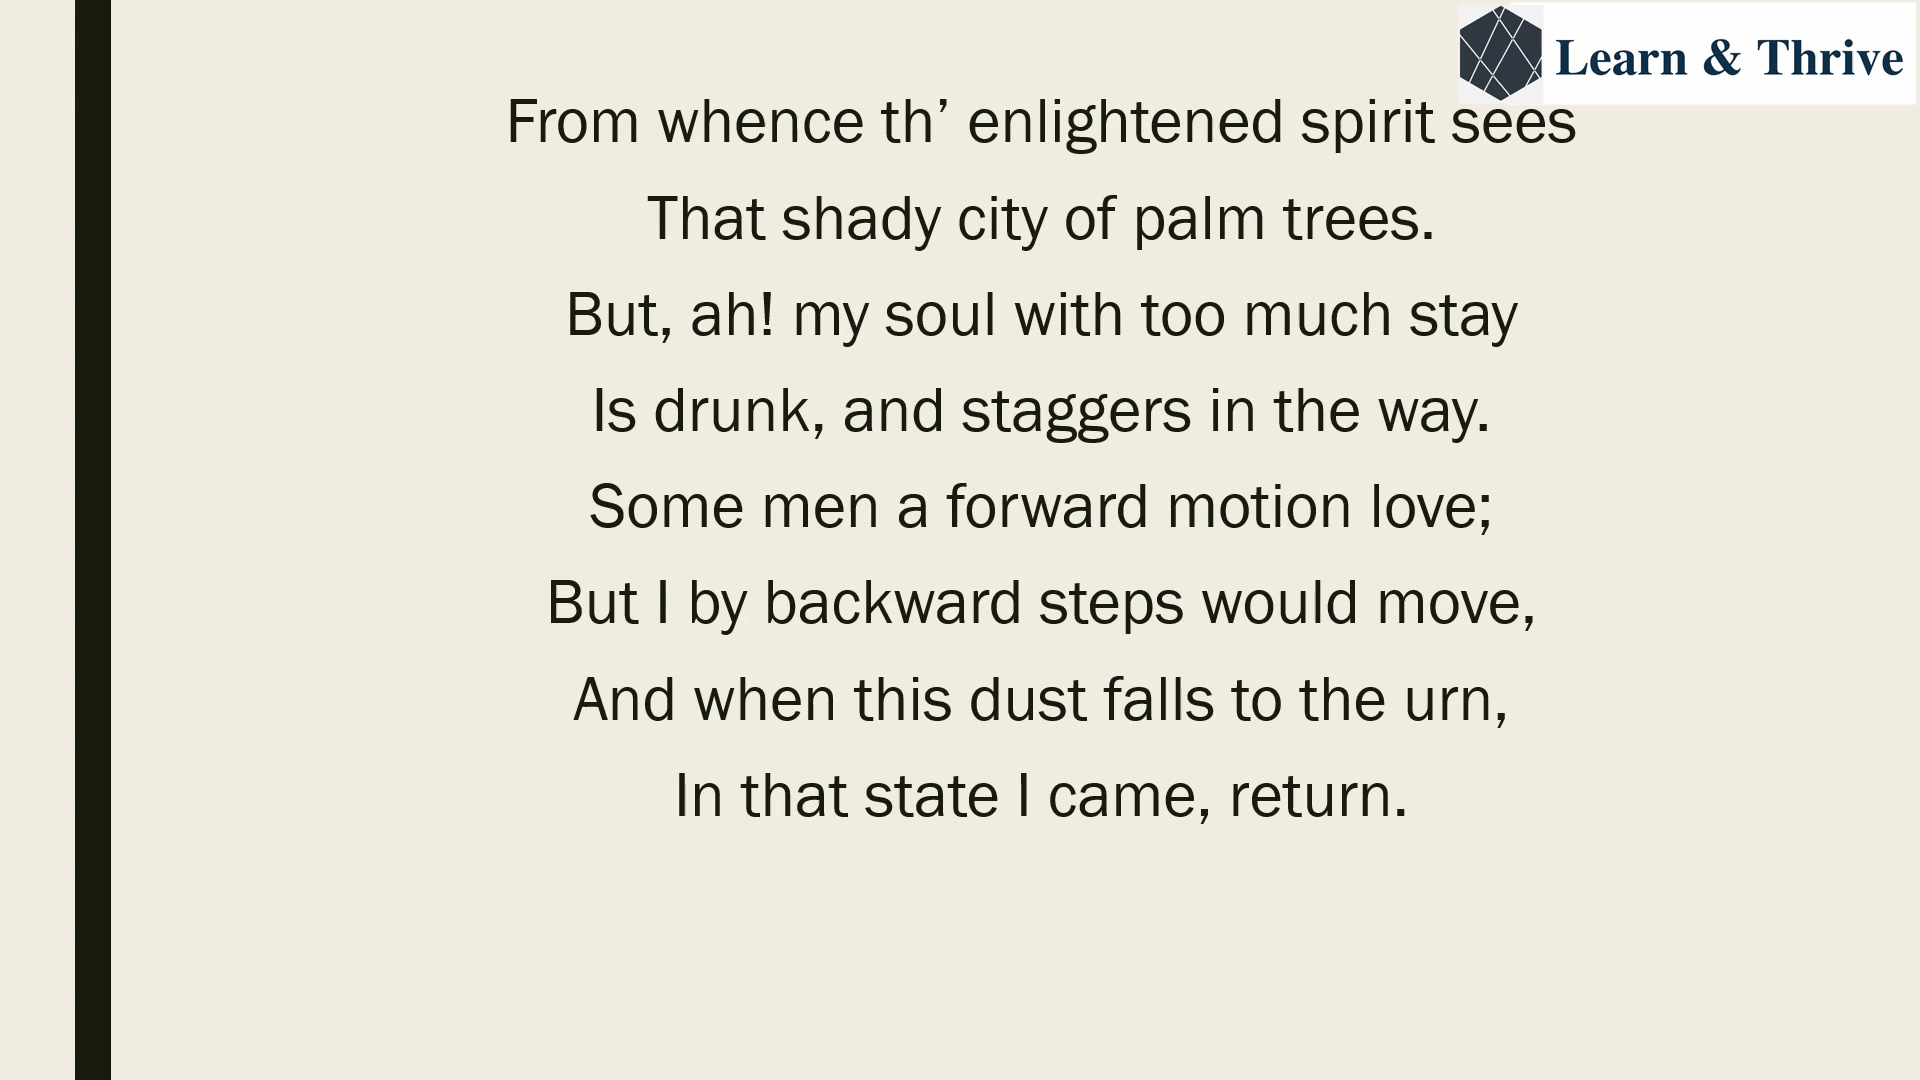 Learn & Thrive
From whence th’ enlightened spirit sees
That shady city of palm trees.
But, ah! my soul with too much stay
Is drunk, and staggers in the way.
Some men a forward motion love;
But I by backward steps would move,
And when this dust falls to the urn,
In that state I came, return.